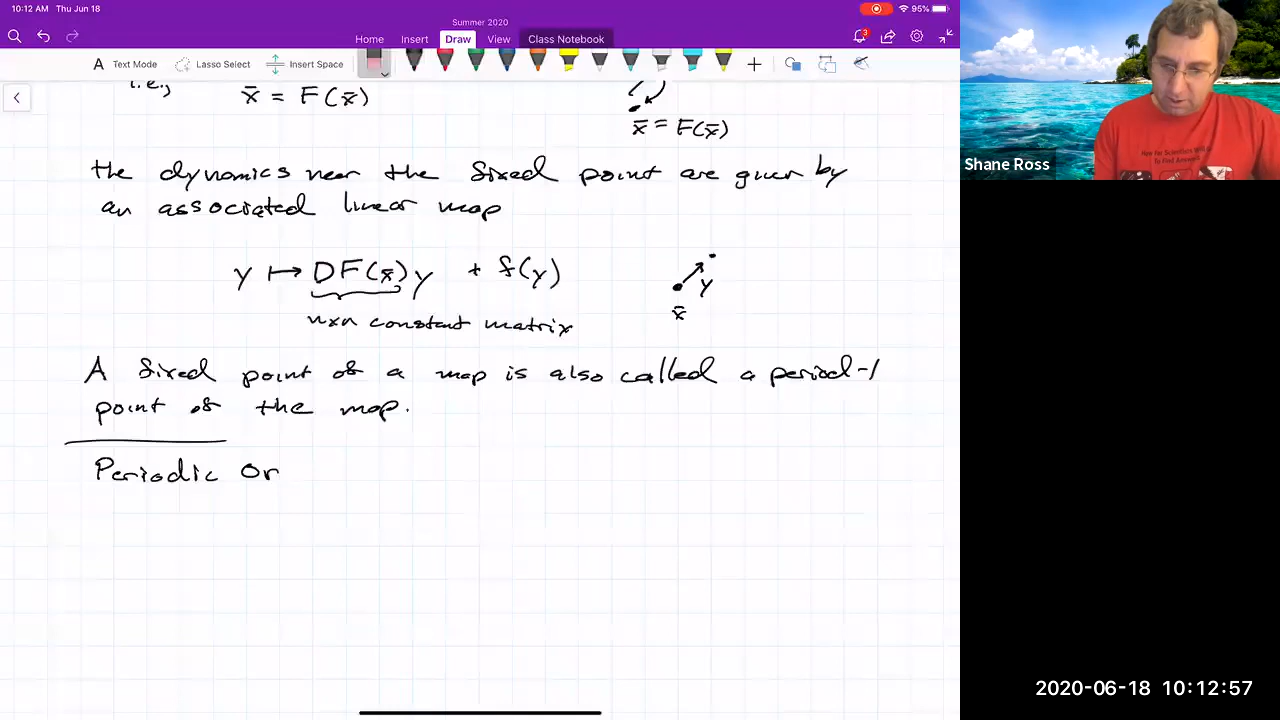 10:12 AM Thu Jun 18
95%
Summer 2020
Home Insert Draw View Class Notebook
3
A Text Mode Lasso Select Insert Space
i.e.,
x̄ = F(x̄)
x̄ = F(x̄)
the dynamics near the fixed point are given by
an associated linear map
y ↦ DF(x̄)y + f(y)
y
x̄
nxn constant matrix
A fixed point of a map is also called a period-1
point of the map.
Periodic Or
Shane Ross
2020-06-18 10:12:57